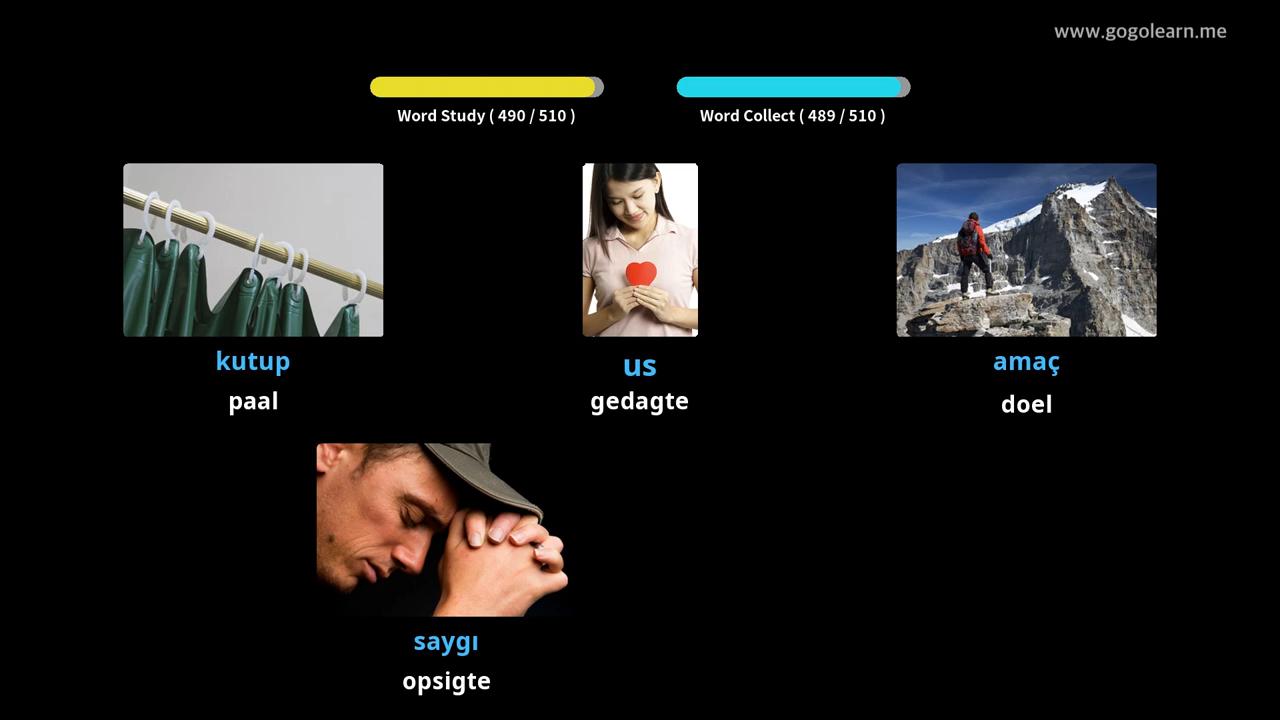 www.gogolearn.me
Word Study ( 490 / 510 )
Word Collect ( 489 / 510 )
kutup
paal
us
gedagte
amaç
doel
saygı
opsigte